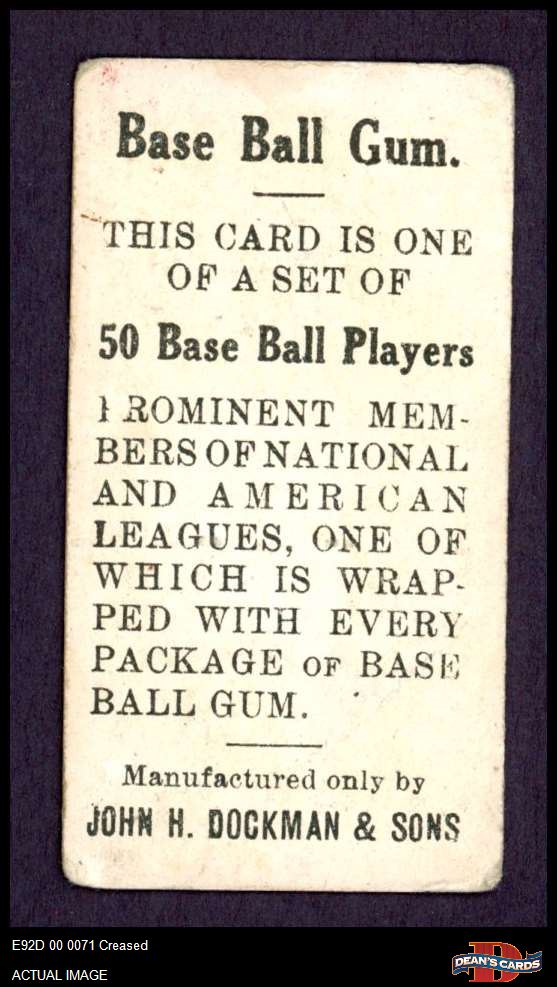 Base Ball Gum.
THIS CARD IS ONE
OF A SET OF
50 Base Ball Players
PROMINENT MEM-
BERS OF NATIONAL
AND AMERICAN
LEAGUES, ONE OF
WHICH IS WRAP-
PED WITH EVERY
PACKAGE OF BASE
BALL GUM.
Manufactured only by
JOHN H. DOCKMAN & SONS
E92D 00 0071 Creased
ACTUAL IMAGE
D
DEAN'S CARDS